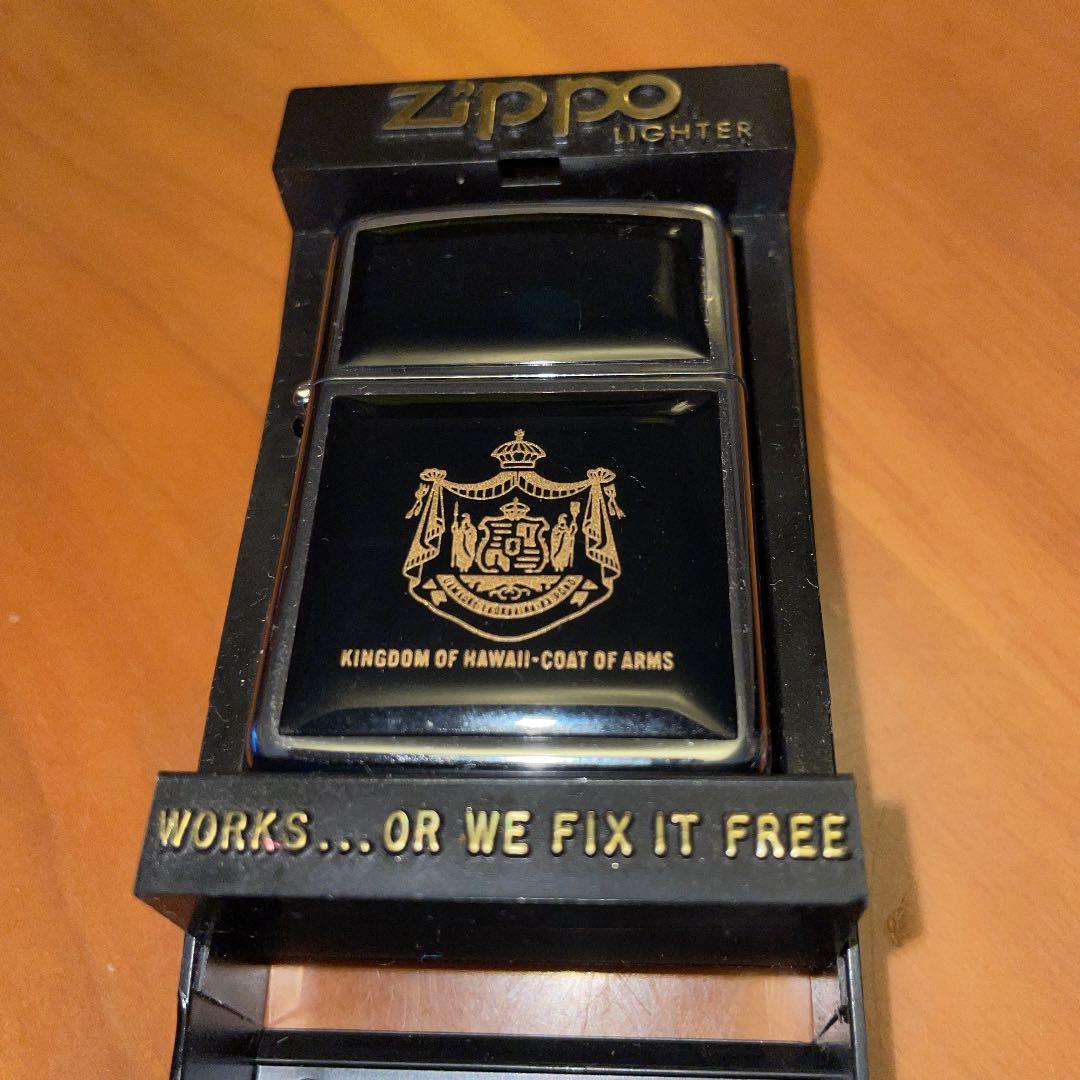 Zippo
LIGHTER
KINGDOM OF HAWAII-COAT OF ARMS
WORKS...OR WE FIX IT FREE